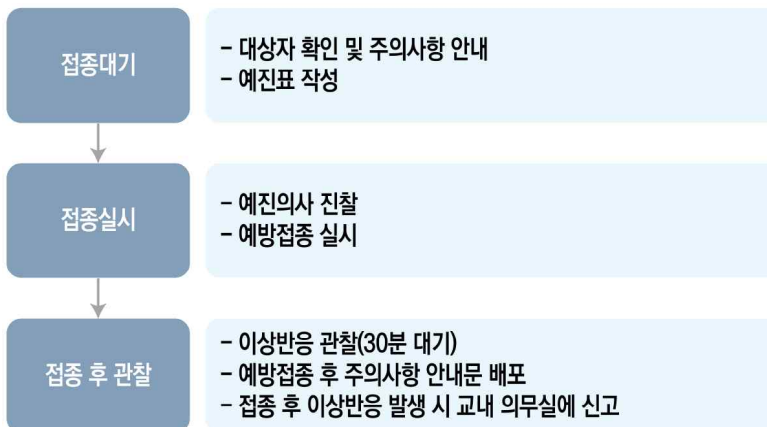 접종대기
- 대상자 확인 및 주의사항 안내
- 예진표 작성
접종실시
- 예진의사 진찰
- 예방접종 실시
접종 후 관찰
- 이상반응 관찰(30분 대기)
- 예방접종 후 주의사항 안내문 배포
- 접종 후 이상반응 발생 시 교내 의무실에 신고